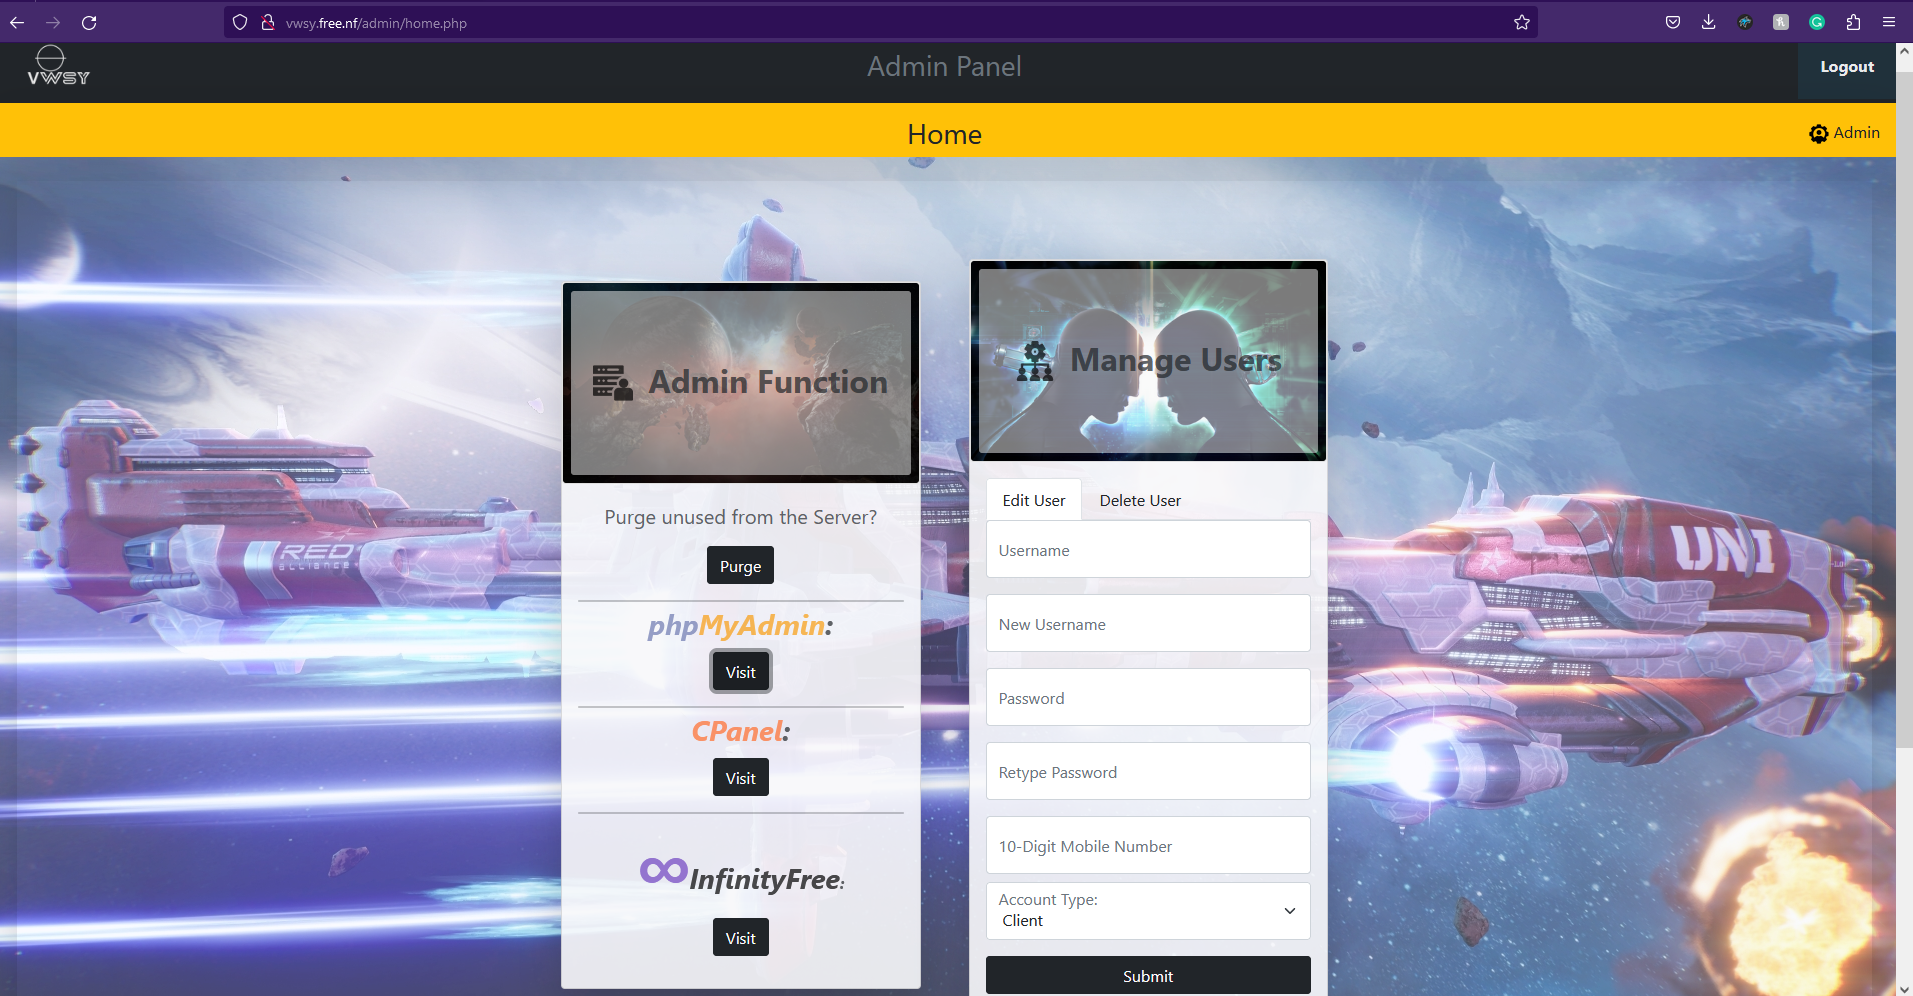 vwsy.free.nf/admin/home.php
VWSY
Admin Panel
Logout
Home
Admin
Admin Function
Purge unused from the Server?
Purge
phpMyAdmin:
Visit
CPanel:
Visit
InfinityFree:
Visit
Manage Users
Edit User
Delete User
Username
New Username
Password
Retype Password
10-Digit Mobile Number
Account Type:
Client
Submit
RED
ALLIANCE
UNI